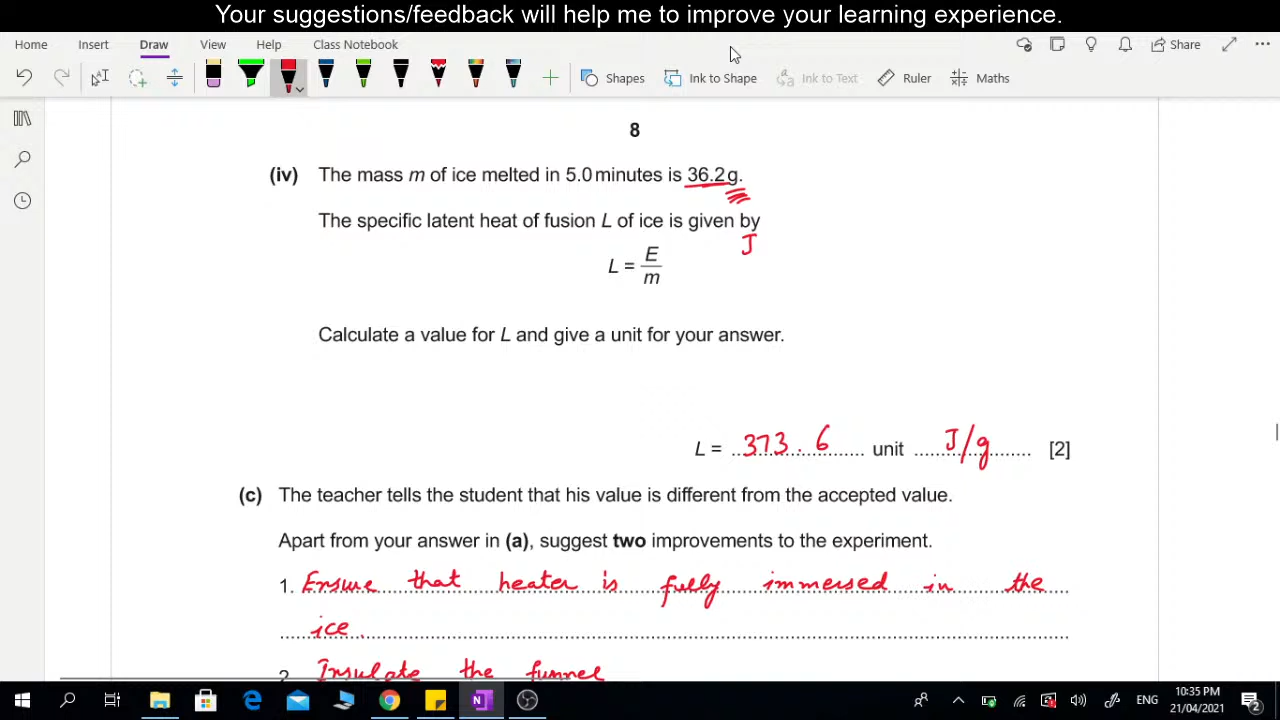 Your suggestions/feedback will help me to improve your learning experience.
Home Insert Draw View Help Class Notebook Share
Shapes Ink to Shape Ink to Text Ruler Maths
8
(iv) The mass m of ice melted in 5.0 minutes is 36.2 g.
The specific latent heat of fusion L of ice is given by
J
L = E/m
Calculate a value for L and give a unit for your answer.
L = 373.6 unit J/g [2]
(c) The teacher tells the student that his value is different from the accepted value.
Apart from your answer in (a), suggest two improvements to the experiment.
1. Ensure that heater is fully immersed in the
ice.
2. Insulate the funnel
ENG 10:35 PM
21/04/2021 2